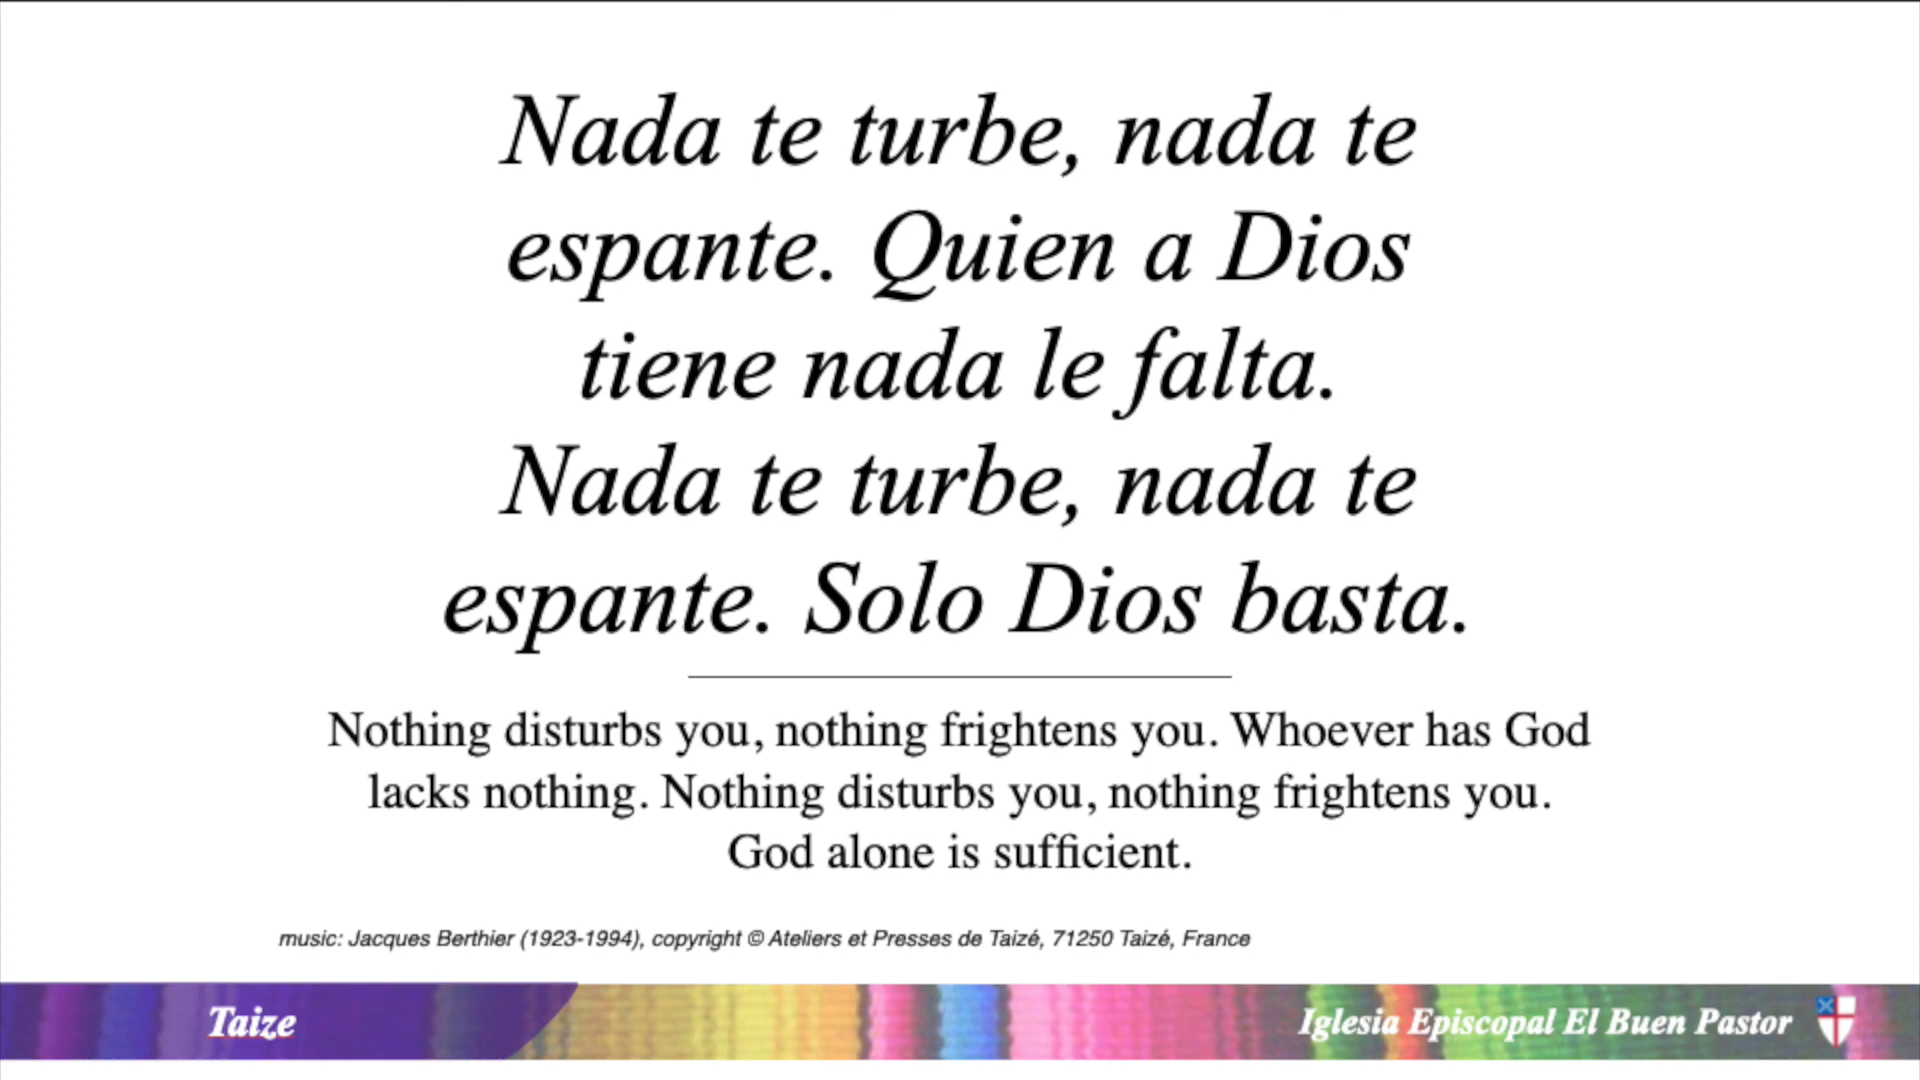 Nada te turbe, nada te
espante. Quien a Dios
tiene nada le falta.
Nada te turbe, nada te
espante. Solo Dios basta.
Nothing disturbs you, nothing frightens you. Whoever has God
lacks nothing. Nothing disturbs you, nothing frightens you.
God alone is sufficient.
music: Jacques Berthier (1923-1994), copyright © Ateliers et Presses de Taizé, 71250 Taizé, France
Taize
Iglesia Episcopal El Buen Pastor